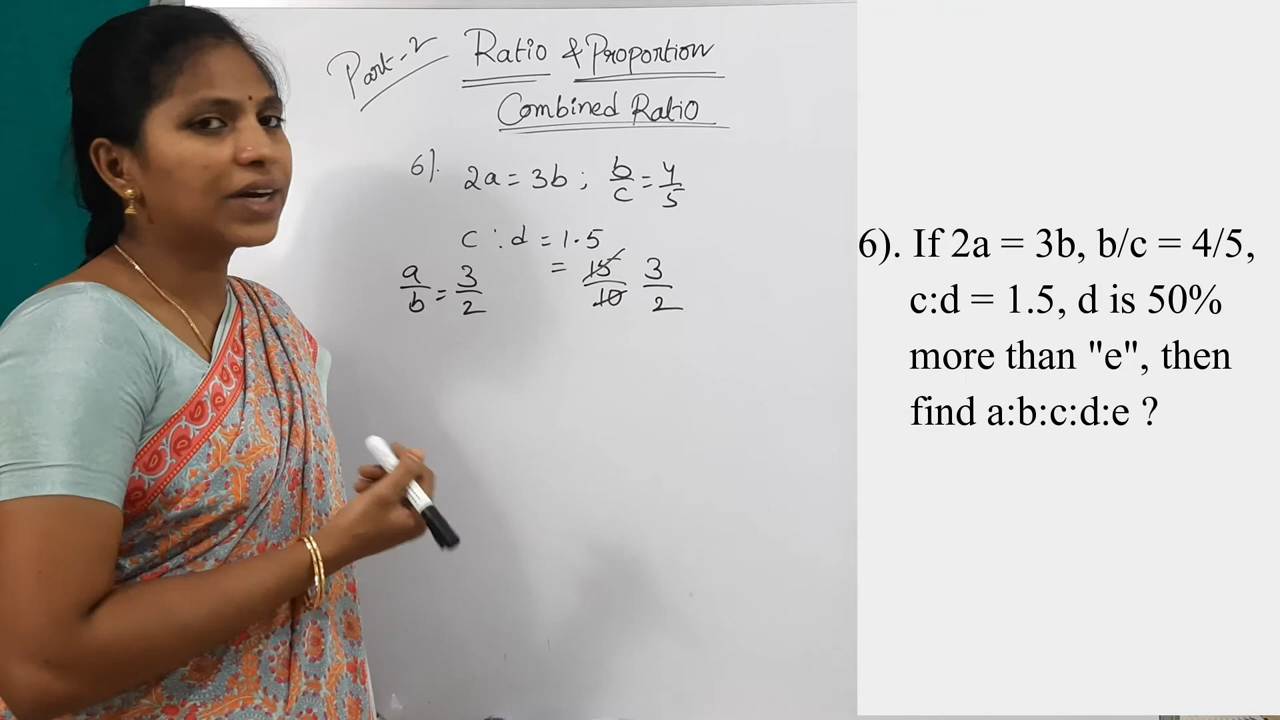 Part-2 Ratio & Proportion
Combined Ratio
6). 2a = 3b ; b/c = 4/5
c : d = 1.5
a/b = 3/2 = 15/10 3/2
6). If 2a = 3b, b/c = 4/5,
c:d = 1.5, d is 50%
more than "e", then
find a:b:c:d:e ?